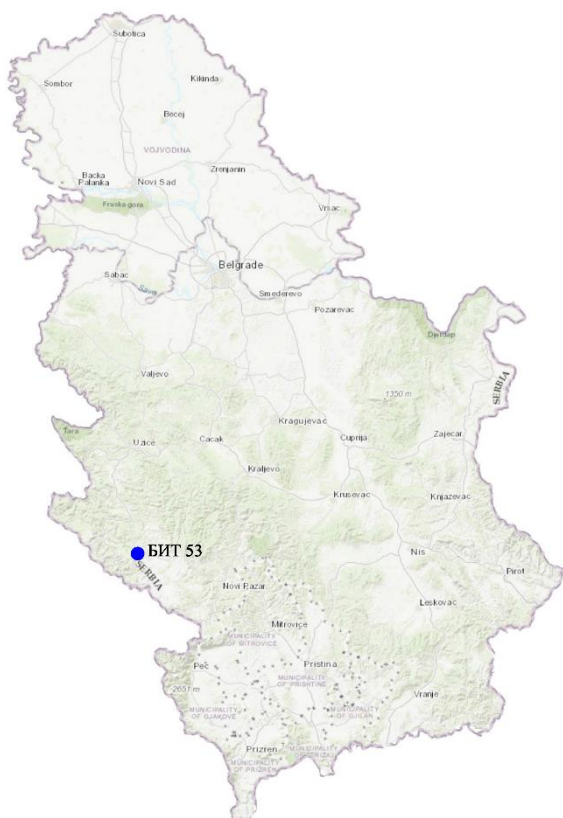 Subotica
Sombor
Kikinda
Becej
VOJVODINA
Zrenjanin
Backa
Palanka
Novi Sad
Fruska gora
Vrsac
Belgrade
Sabac
Sava
Smederevo
Pozarevac
Djerdap
Valjevo
1350 m
SERBIA
Kragujevac
Tara
Uzice
Cacak
Cuprija
Zajecar
Kraljevo
Krusevac
Knjazevac
БИТ 53
SERBIA
Nis
Pirot
Novi Pazar
Leskovac
Mitrovice
MUNICIPALITY
OF MITROVICE
Peć
Pristina
2651 m
MUNICIPALITY
OF PRISHTINE
Vranje
MUNICIPALITY
OF GJAKOVE
MUNICIPALITY
OF GJILAN
Prizren
MUNICIPALITY
MUNICIPALITY
OF PRIZREN